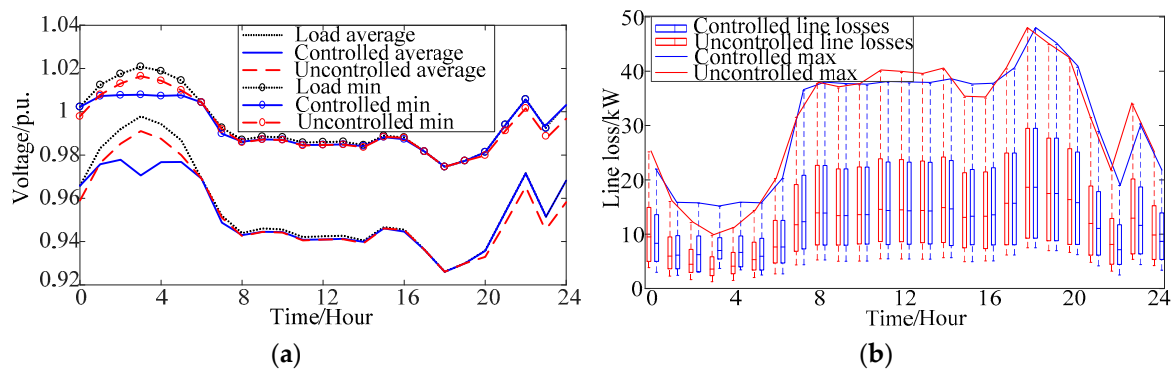 1.04
1.02
1
0.98
0.96
0.94
0.92
Voltage/p.u.
Load average
Controlled average
Uncontrolled average
Load min
Controlled min
Uncontrolled min
0 4 8 12 16 20 24
Time/Hour
(a)
50
40
30
20
10
0
Line loss/kW
Controlled line losses
Uncontrolled line losses
Controlled max
Uncontrolled max
0 4 8 12 16 20 24
Time/Hour
(b)